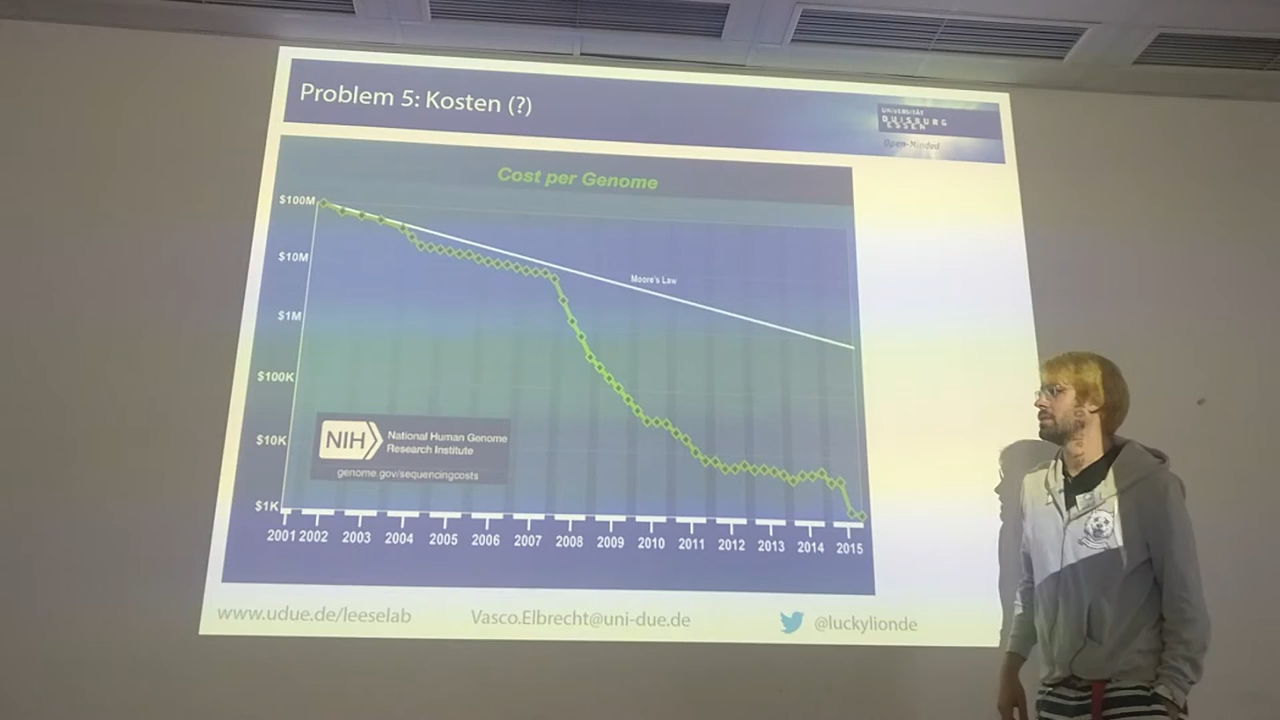 Problem 5: Kosten (?)
UNIVERSITÄT
DUISBURG
ESSEN
Open-Minded
Cost per Genome
$100M
$10M
$1M
$100K
$10K
$1K
Moore's Law
NIH
National Human Genome
Research Institute
genome.gov/sequencingcosts
2001 2002 2003 2004 2005 2006 2007 2008 2009 2010 2011 2012 2013 2014 2015
www.udue.de/leeselab Vasco.Elbrecht@uni-due.de @luckylionde